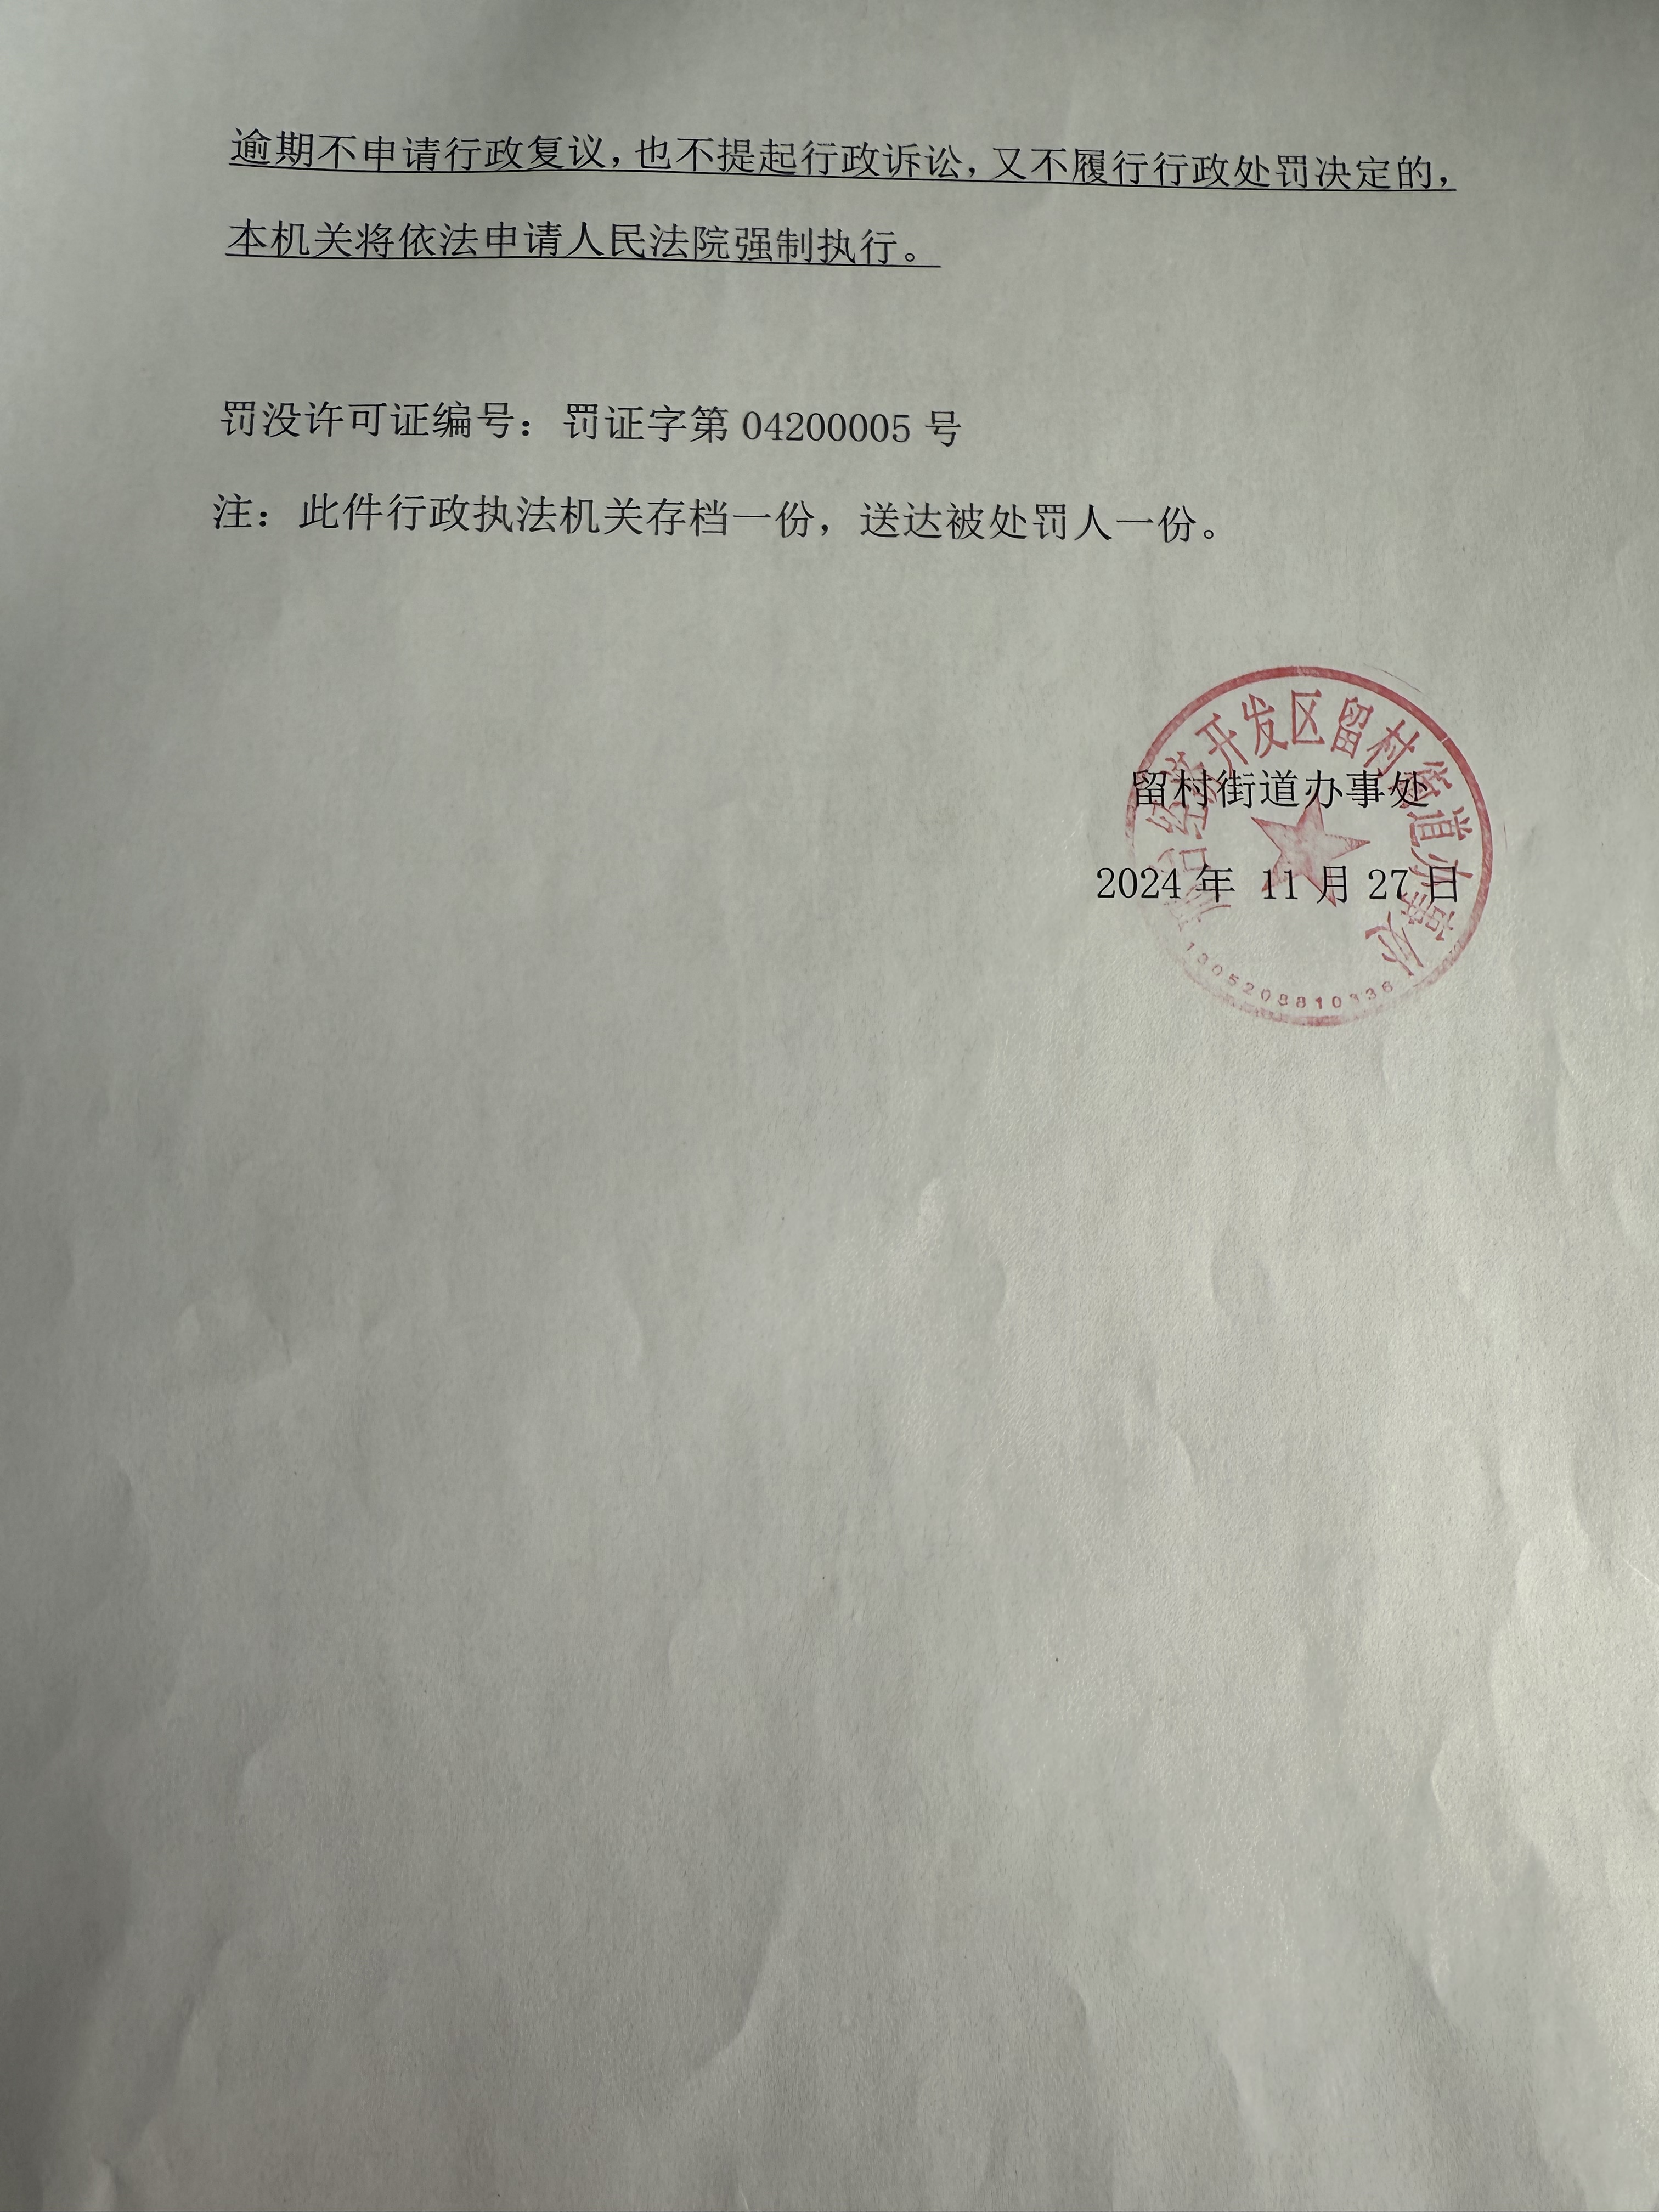 逾期不申请行政复议，也不提起行政诉讼，又不履行行政处罚决定的，
本机关将依法申请人民法院强制执行。
罚没许可证编号：罚证字第 04200005 号
注：此件行政执法机关存档一份，送达被处罚人一份。
开发区留村街道办事处
留村街道办事处
2024 年 11 月 27 日